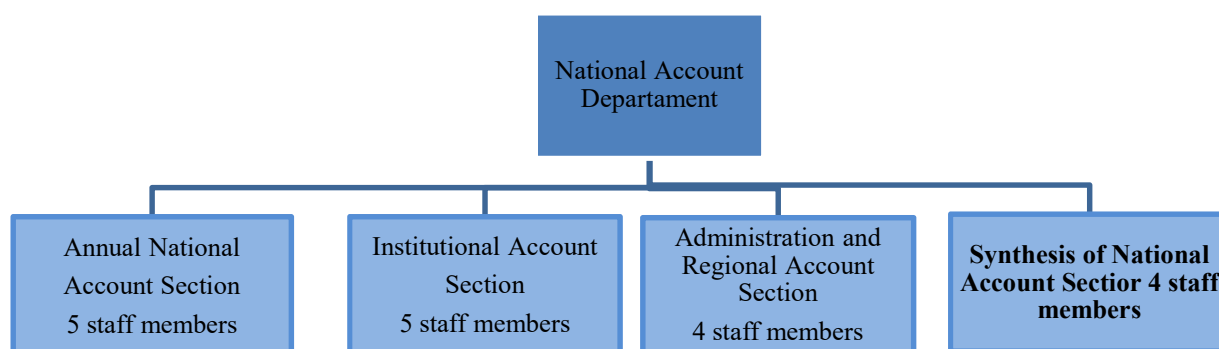 National Account
Departament
Annual National
Account Section
5 staff members
Institutional Account
Section
5 staff members
Administration and
Regional Account
Section
4 staff members
Synthesis of National
Account Sectior 4 staff
members